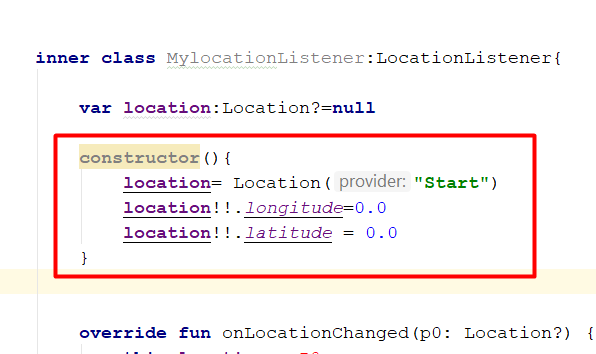 inner class MylocationListener:LocationListener{
var location:Location?=null
constructor(){
location= Location( provider: "Start")
location!!.longitude=0.0
location!!.latitude = 0.0
}
override fun onLocationChanged(p0: Location?) {